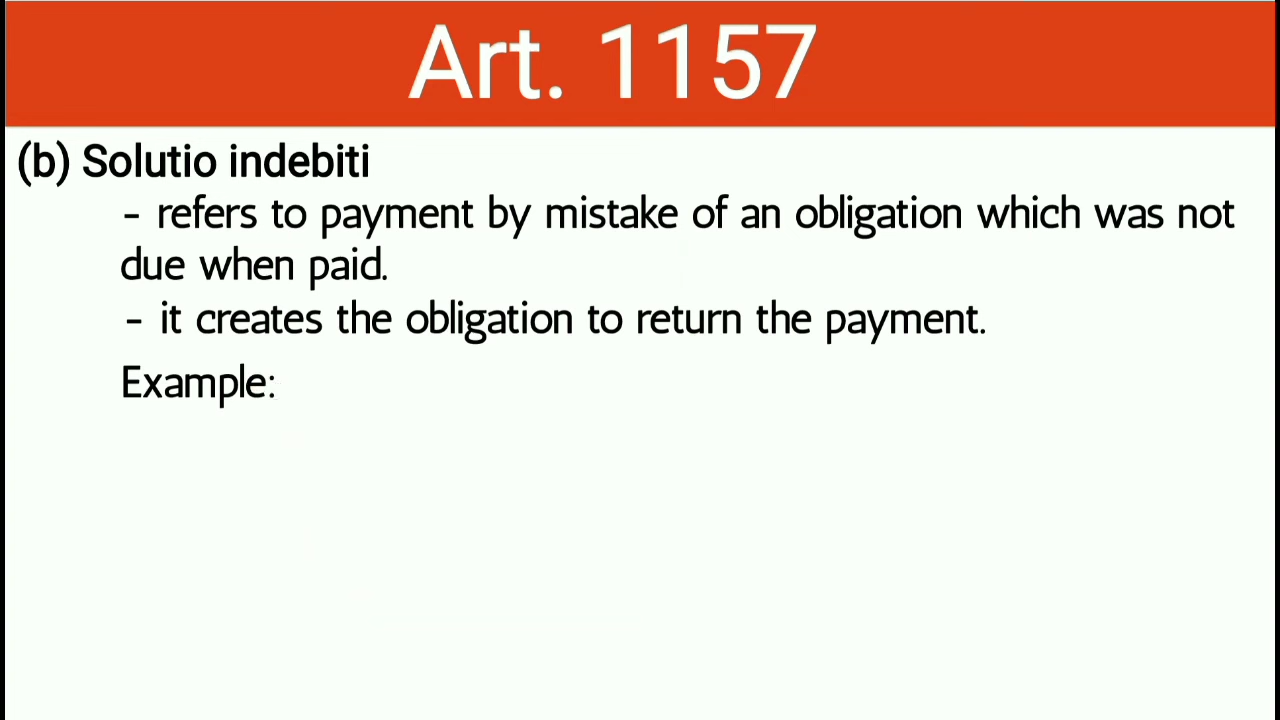 Art. 1157
(b) Solutio indebiti
- refers to payment by mistake of an obligation which was not
due when paid.
- it creates the obligation to return the payment.
Example: